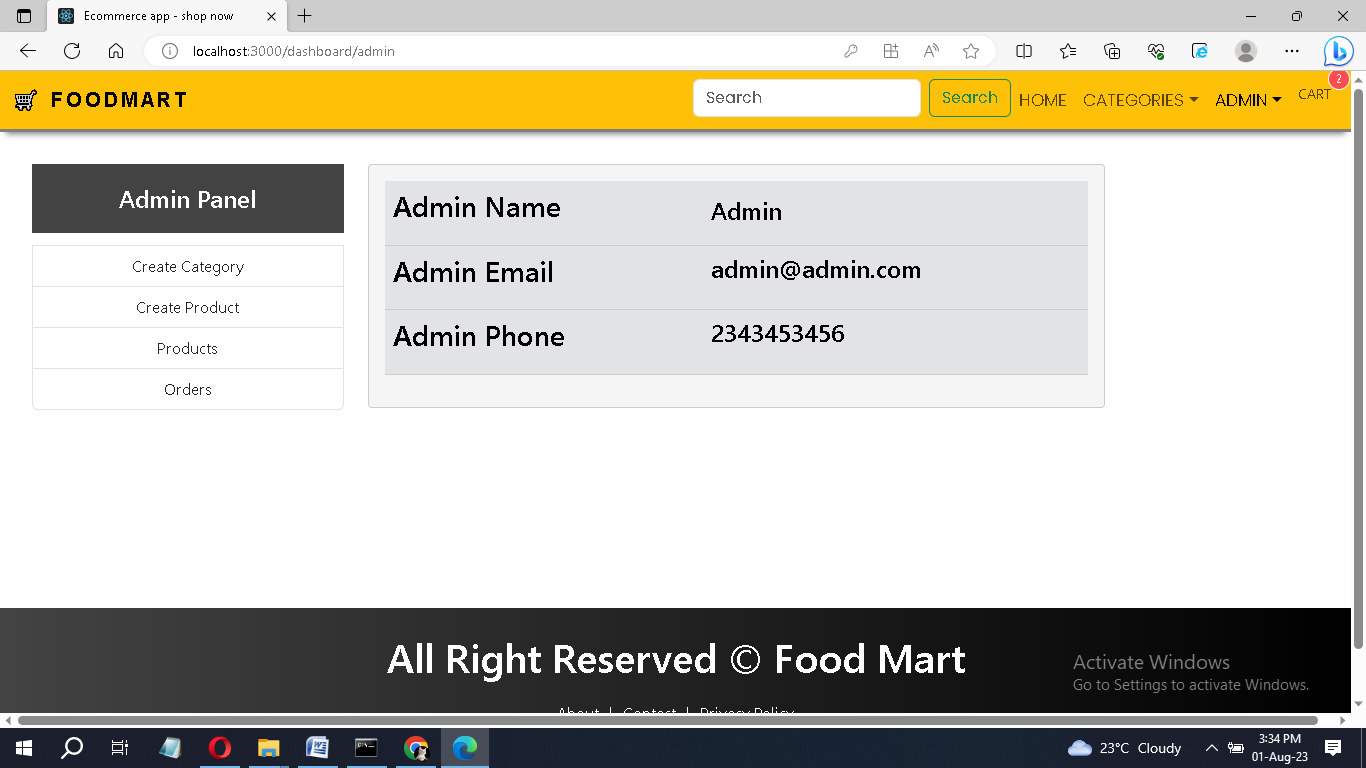 Ecommerce app - shop now
localhost:3000/dashboard/admin
FOODMART
Search
Search
HOME
CATEGORIES
ADMIN
CART
2
Admin Panel
Create Category
Create Product
Products
Orders
Admin Name
Admin
Admin Email
admin@admin.com
Admin Phone
2343453456
All Right Reserved © Food Mart
About | Contact | Privacy Policy
Activate Windows
Go to Settings to activate Windows.
23°C Cloudy
3:34 PM
01-Aug-23